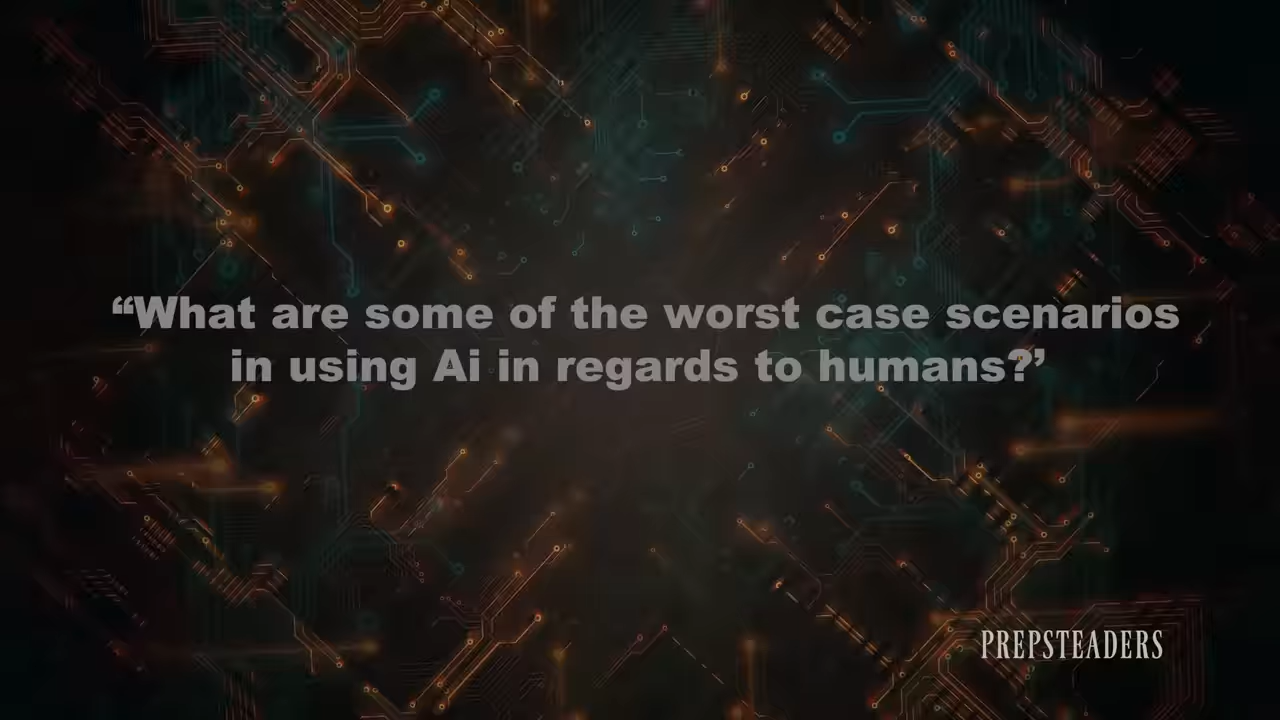 “What are some of the worst case scenarios
in using Ai in regards to humans?’
PREPSTEADERS